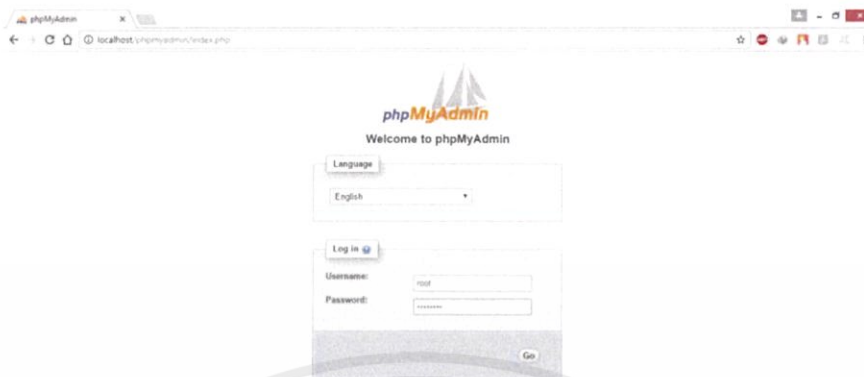 phpMyAdmin
localhost/phpmyadmin/index.php
phpMyAdmin
Welcome to phpMyAdmin
Language
English
Log in
Username:
root
Password:
········
Go